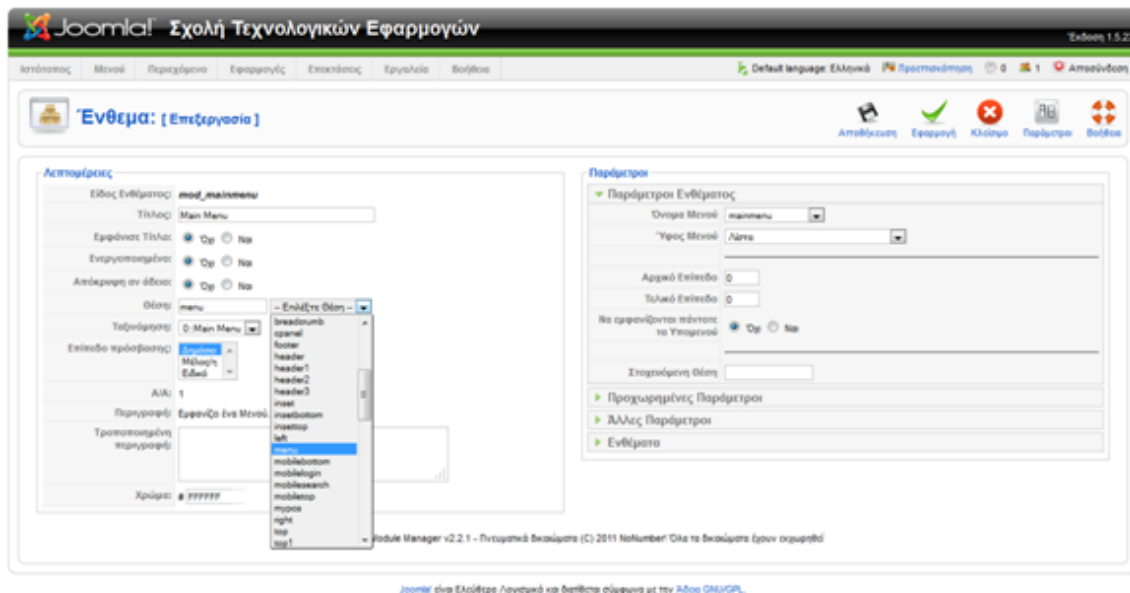 Joomla! Σχολή Τεχνολογικών Εφαρμογών
Έκδοση 1.5.2
Ιστότοπος Μενού Περιεχόμενο Εφαρμογές Επεκτάσεις Εργαλεία Βοήθεια
Default language: Ελληνικά Προεπισκόπηση 0 1 Αποσύνδεση
Ένθεμα: [ Επεξεργασία ]
Αποθήκευση Εφαρμογή Κλείσιμο Παράμετροι Βοήθεια
Λεπτομέρειες
Είδος Ενθέματος: mod_mainmenu
Τίτλος: Main Menu
Εμφάνισε Τίτλο: Όχι Ναι
Ενεργοποιημένο: Όχι Ναι
Απόκρυψη αν άδειο: Όχι Ναι
Θέση: menu -- Επιλέξτε Θέση --
breadcrumb
cpanel
footer
header
header1
header2
header3
inset
insetbottom
insettop
left
menu
mobilebottom
mobilelogin
mobilesearch
mobiletop
mypos
right
top
top1
Ταξινόμηση: 0::Main Menu
Επίπεδο πρόσβασης: Δημόσιο
Μέλος/η
Ειδικό
Α/Α: 1
Περιγραφή: Εμφανίζει ένα Μενού.
Τροποποιημένη
περιγραφή:
Χρώμα: # FFFFFF
Παράμετροι
Παράμετροι Ενθέματος
Όνομα Μενού mainmenu
Ύφος Μενού Λίστα
Αρχικό Επίπεδο 0
Τελικό Επίπεδο 0
Να εμφανίζονται πάντοτε
τα Υπομενού Όχι Ναι
Στοχευόμενη Θέση
Προχωρημένες Παράμετροι
Άλλες Παράμετροι
Ενθέματα
Module Manager v2.2.1 - Πνευματικά δικαιώματα (C) 2011 NoNumber! Όλα τα δικαιώματα έχουν εκχωρηθεί
Joomla! είναι Ελεύθερο Λογισμικό και διατίθεται σύμφωνα με την Άδεια GNU/GPL.